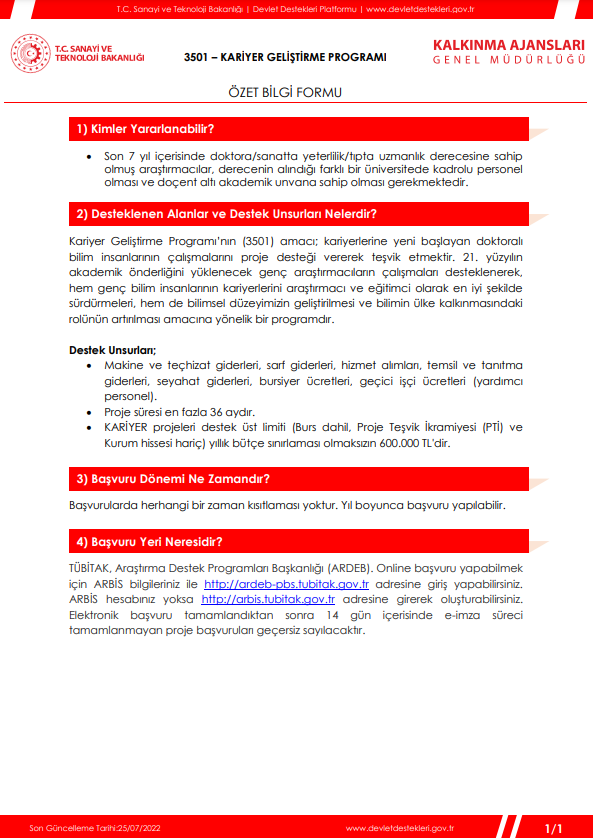 T.C. Sanayi ve Teknoloji Bakanlığı | Devlet Destekleri Platformu | www.devletdestekleri.gov.tr
T.C. SANAYİ VE
TEKNOLOJİ BAKANLIĞI
3501 – KARİYER GELİŞTİRME PROGRAMI
KALKINMA AJANSLARI
GENEL MÜDÜRLÜĞÜ
ÖZET BİLGİ FORMU
1) Kimler Yararlanabilir?
• Son 7 yıl içerisinde doktora/sanatta yeterlilik/tıpta uzmanlık derecesine sahip
olmuş araştırmacılar, derecenin alındığı farklı bir üniversitede kadrolu personel
olması ve doçent altı akademik unvana sahip olması gerekmektedir.
2) Desteklenen Alanlar ve Destek Unsurları Nelerdir?
Kariyer Geliştirme Programı’nın (3501) amacı; kariyerlerine yeni başlayan doktoralı
bilim insanlarının çalışmalarını proje desteği vererek teşvik etmektir. 21. yüzyılın
akademik önderliğini yüklenecek genç araştırmacıların çalışmaları desteklenerek,
hem genç bilim insanlarının kariyerlerini araştırmacı ve eğitimci olarak en iyi şekilde
sürdürmeleri, hem de bilimsel düzeyimizin geliştirilmesi ve bilimin ülke kalkınmasındaki
rolünün artırılması amacına yönelik bir programdır.
Destek Unsurları;
• Makine ve teçhizat giderleri, sarf giderleri, hizmet alımları, temsil ve tanıtma
giderleri, seyahat giderleri, bursiyer ücretleri, geçici işçi ücretleri (yardımcı
personel).
• Proje süresi en fazla 36 aydır.
• KARİYER projeleri destek üst limiti (Burs dahil, Proje Teşvik İkramiyesi (PTİ) ve
Kurum hissesi hariç) yıllık bütçe sınırlaması olmaksızın 600.000 TL'dir.
3) Başvuru Dönemi Ne Zamandır?
Başvurularda herhangi bir zaman kısıtlaması yoktur. Yıl boyunca başvuru yapılabilir.
4) Başvuru Yeri Neresidir?
TÜBİTAK, Araştırma Destek Programları Başkanlığı (ARDEB). Online başvuru yapabilmek
için ARBİS bilgileriniz ile http://ardeb-pbs.tubitak.gov.tr adresine giriş yapabilirsiniz.
ARBİS hesabınız yoksa http://arbis.tubitak.gov.tr adresine girerek oluşturabilirsiniz.
Elektronik başvuru tamamlandıktan sonra 14 gün içerisinde e-imza süreci
tamamlanmayan proje başvuruları geçersiz sayılacaktır.
Son Güncelleme Tarihi:25/07/2022
www.devletdestekleri.gov.tr
1/1